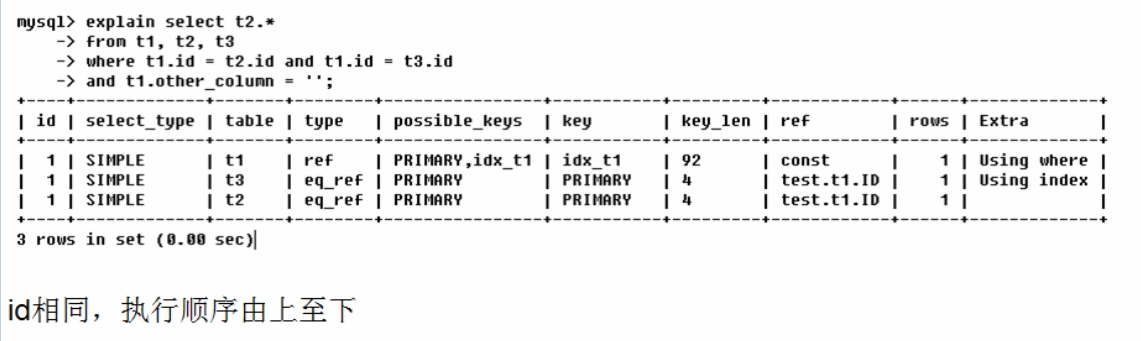 mysql> explain select t2.*
    -> from t1, t2, t3
    -> where t1.id = t2.id and t1.id = t3.id
    -> and t1.other_column = '';
+----+-------------+-------+--------+----------------+---------+---------+------------+------+-------------+
| id | select_type | table | type | possible_keys | key | key_len | ref | rows | Extra |
+----+-------------+-------+--------+----------------+---------+---------+------------+------+-------------+
| 1 | SIMPLE | t1 | ref | PRIMARY,idx_t1 | idx_t1 | 92 | const | 1 | Using where |
| 1 | SIMPLE | t3 | eq_ref | PRIMARY | PRIMARY | 4 | test.t1.ID | 1 | Using index |
| 1 | SIMPLE | t2 | eq_ref | PRIMARY | PRIMARY | 4 | test.t1.ID | 1 | |
+----+-------------+-------+--------+----------------+---------+---------+------------+------+-------------+
3 rows in set (0.00 sec)
id相同，执行顺序由上至下